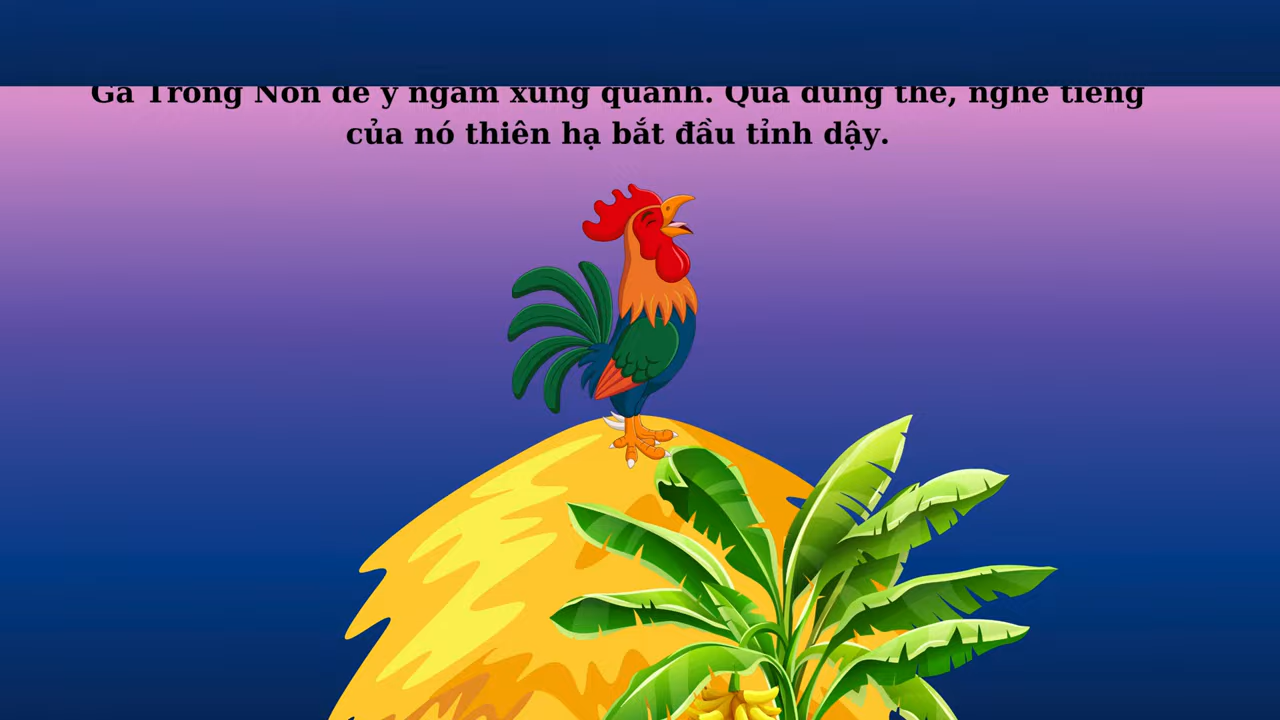 Gà Trống Non để ý ngắm xung quanh. Quả đúng thế, nghe tiếng
của nó thiên hạ bắt đầu tỉnh dậy.